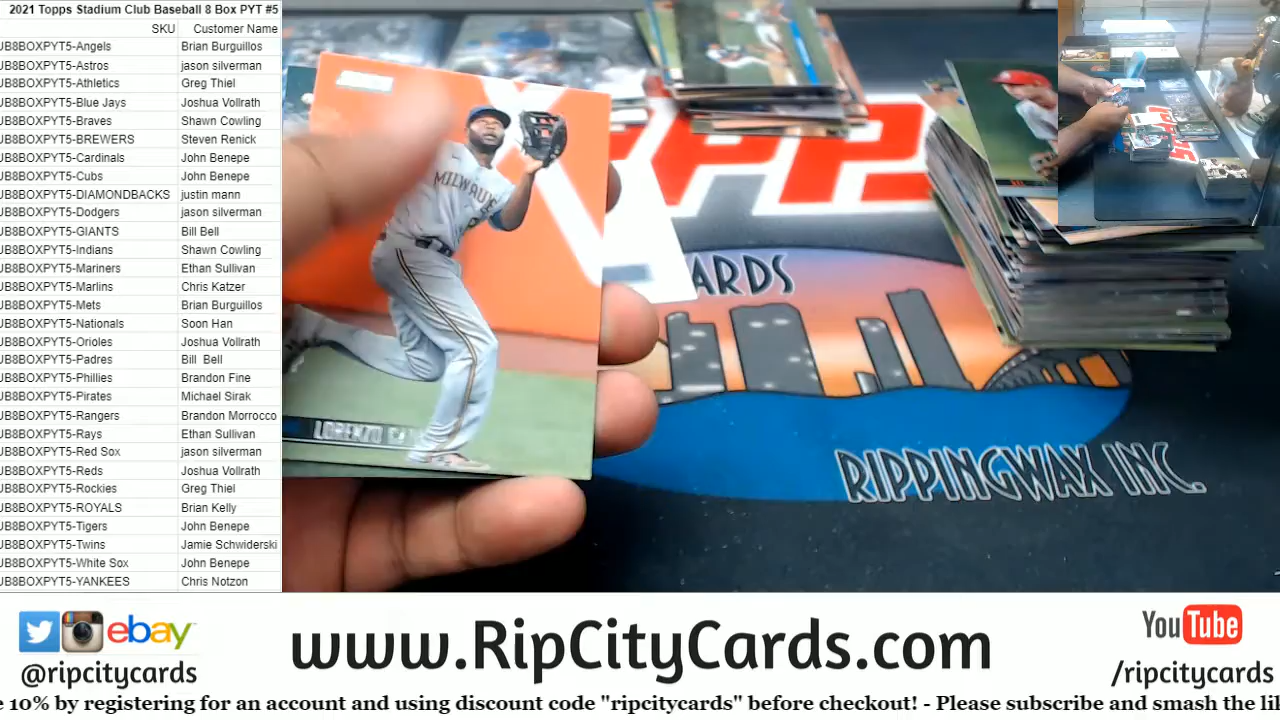 2021 Topps Stadium Club Baseball 8 Box PYT #5
SKU Customer Name
JB8BOXPYT5-Angels Brian Burguillos
JB8BOXPYT5-Astros jason silverman
JB8BOXPYT5-Athletics Greg Thiel
JB8BOXPYT5-Blue Jays Joshua Vollrath
JB8BOXPYT5-Braves Shawn Cowling
JB8BOXPYT5-BREWERS Steven Renick
JB8BOXPYT5-Cardinals John Benepe
JB8BOXPYT5-Cubs John Benepe
JB8BOXPYT5-DIAMONDBACKS justin mann
JB8BOXPYT5-Dodgers jason silverman
JB8BOXPYT5-GIANTS Bill Bell
JB8BOXPYT5-Indians Shawn Cowling
JB8BOXPYT5-Mariners Ethan Sullivan
JB8BOXPYT5-Marlins Chris Katzer
JB8BOXPYT5-Mets Brian Burguillos
JB8BOXPYT5-Nationals Soon Han
JB8BOXPYT5-Orioles Joshua Vollrath
JB8BOXPYT5-Padres Bill Bell
JB8BOXPYT5-Phillies Brandon Fine
JB8BOXPYT5-Pirates Michael Sirak
JB8BOXPYT5-Rangers Brandon Morrocco
JB8BOXPYT5-Rays Ethan Sullivan
JB8BOXPYT5-Red Sox jason silverman
JB8BOXPYT5-Reds Joshua Vollrath
JB8BOXPYT5-Rockies Greg Thiel
JB8BOXPYT5-ROYALS Brian Kelly
JB8BOXPYT5-Tigers John Benepe
JB8BOXPYT5-Twins Jamie Schwiderski
JB8BOXPYT5-White Sox John Benepe
JB8BOXPYT5-YANKEES Chris Notzon
MILWAUKEE
LORENZO
ARDS
RIPPINGWAX INC.
ebay
@ripcitycards
www.RipCityCards.com
YouTube
/ripcitycards
e 10% by registering for an account and using discount code "ripcitycards" before checkout! - Please subscribe and smash the li